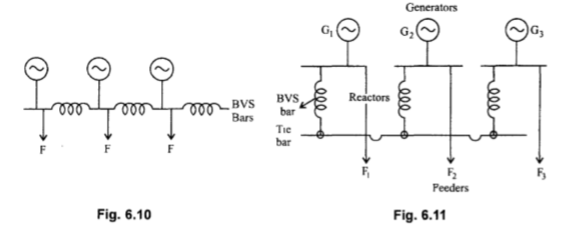 Generators
G1
G2
G3
BVS
Bars
F
F
F
BVS
bar
Reactors
Tie
bar
F1
F2
F3
Peeders
Fig. 6.10
Fig. 6.11